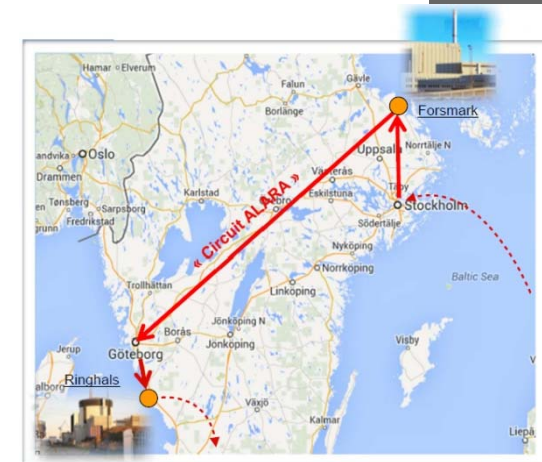 Hamar
Elverum
Gävle
Falun
Borlänge
Forsmark
Uppsala
Norrtälje N
Oslo
Drammen
Västerås
Täby
Karlstad
Eskilstuna
Stockholm
en Tønsberg
Sarpsborg
Fredrikstad
Södertälje
« Circuit ALARA »
Nyköping
Norrköping
Trollhättan
Linköping
Baltic Sea
Jönköping N
Borås
Jönköping
Visby
Göteborg
Jerup
Ringhals
alborg
Växjö
Kalmar
Liepā